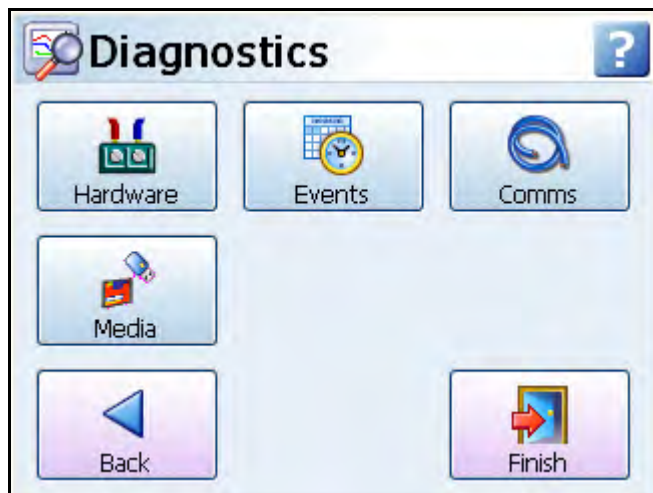 Diagnostics
?
Hardware
Events
Comms
Media
Back
Finish